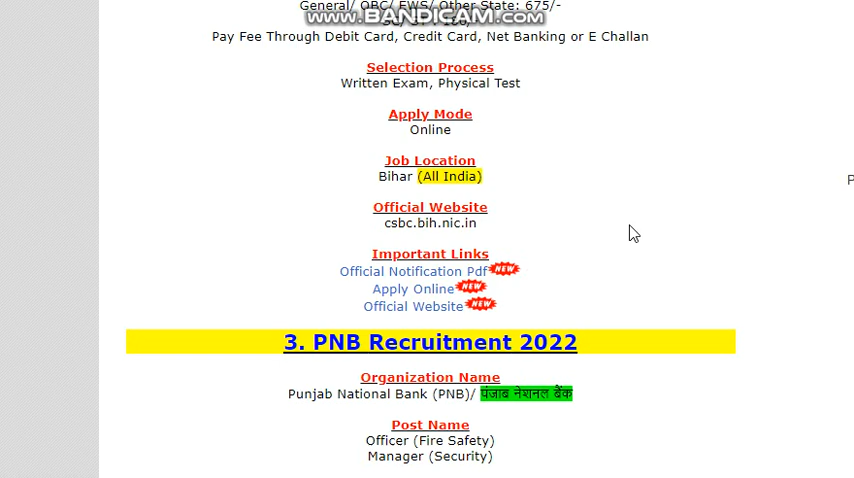 General/ OBC/ EWS/ Other State: 675/-
WWW.BANDICAM.COM
Pay Fee Through Debit Card, Credit Card, Net Banking or E Challan
Selection Process
Written Exam, Physical Test
Apply Mode
Online
Job Location
Bihar (All India)
Official Website
csbc.bih.nic.in
Important Links
Official Notification Pdf NEW
Apply Online NEW
Official Website NEW
3. PNB Recruitment 2022
Organization Name
Punjab National Bank (PNB)/ पंजाब नेशनल बैंक
Post Name
Officer (Fire Safety)
Manager (Security)